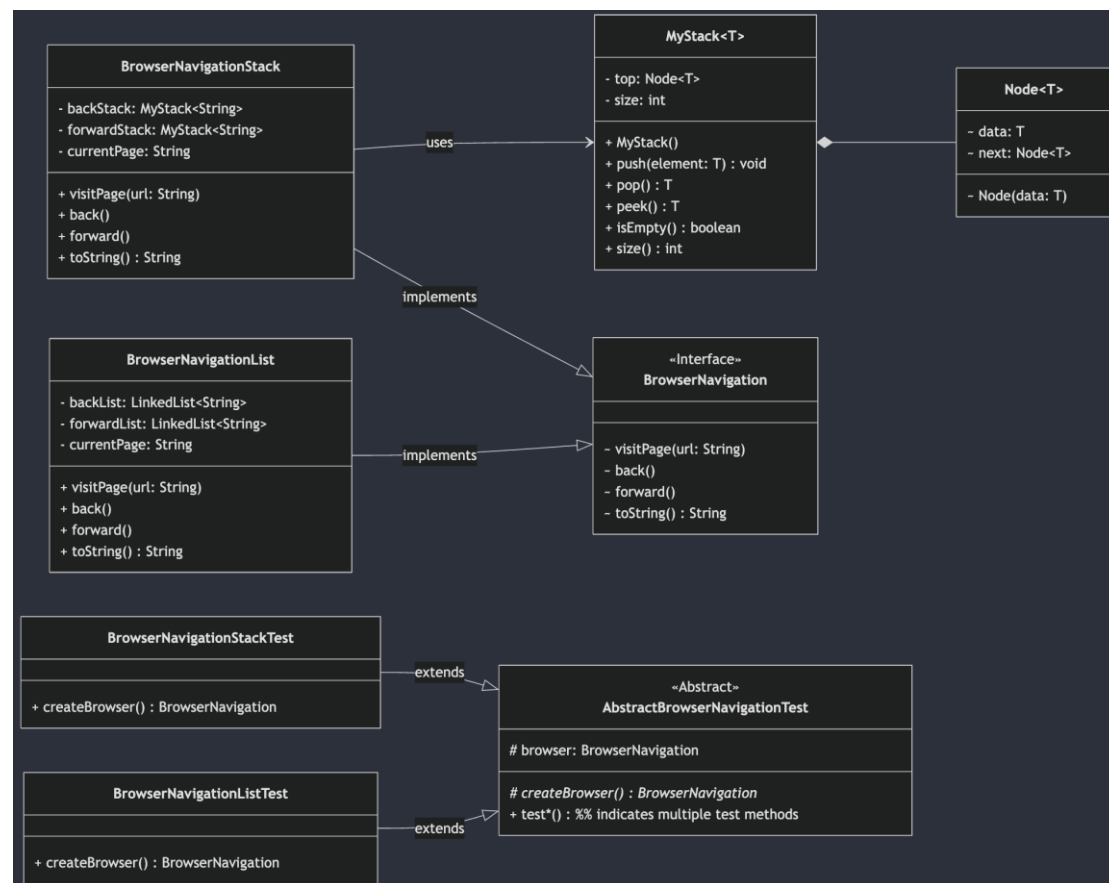 BrowserNavigationStack
- backStack: MyStack<String>
- forwardStack: MyStack<String>
- currentPage: String
+ visitPage(url: String)
+ back()
+ forward()
+ toString() : String
uses
MyStack<T>
- top: Node<T>
- size: int
+ MyStack()
+ push(element: T) : void
+ pop() : T
+ peek() : T
+ isEmpty() : boolean
+ size() : int
Node<T>
~ data: T
~ next: Node<T>
~ Node(data: T)
implements
BrowserNavigationList
- backList: LinkedList<String>
- forwardList: LinkedList<String>
- currentPage: String
+ visitPage(url: String)
+ back()
+ forward()
+ toString() : String
implements
«Interface»
BrowserNavigation
~ visitPage(url: String)
~ back()
~ forward()
~ toString() : String
BrowserNavigationStackTest
+ createBrowser() : BrowserNavigation
extends
BrowserNavigationListTest
+ createBrowser() : BrowserNavigation
extends
«Abstract»
AbstractBrowserNavigationTest
# browser: BrowserNavigation
# createBrowser() : BrowserNavigation
+ test*() : %% indicates multiple test methods